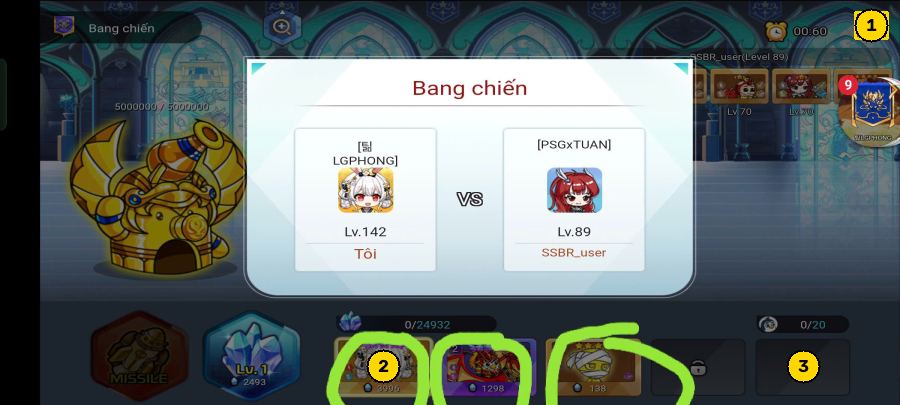 Bang chiến
00:60
1
SSBR_user(Level 89)
5000000 / 5000000
Lv 70
9
Bang chiến
[팀
LGPHONG]
[PSGxTUAN]
VS
Lv.142
Lv.89
Tôi
SSBR_user
0/24932
0/20
MISSILE
Lv. 1
2493
2
3996
1298
138
3